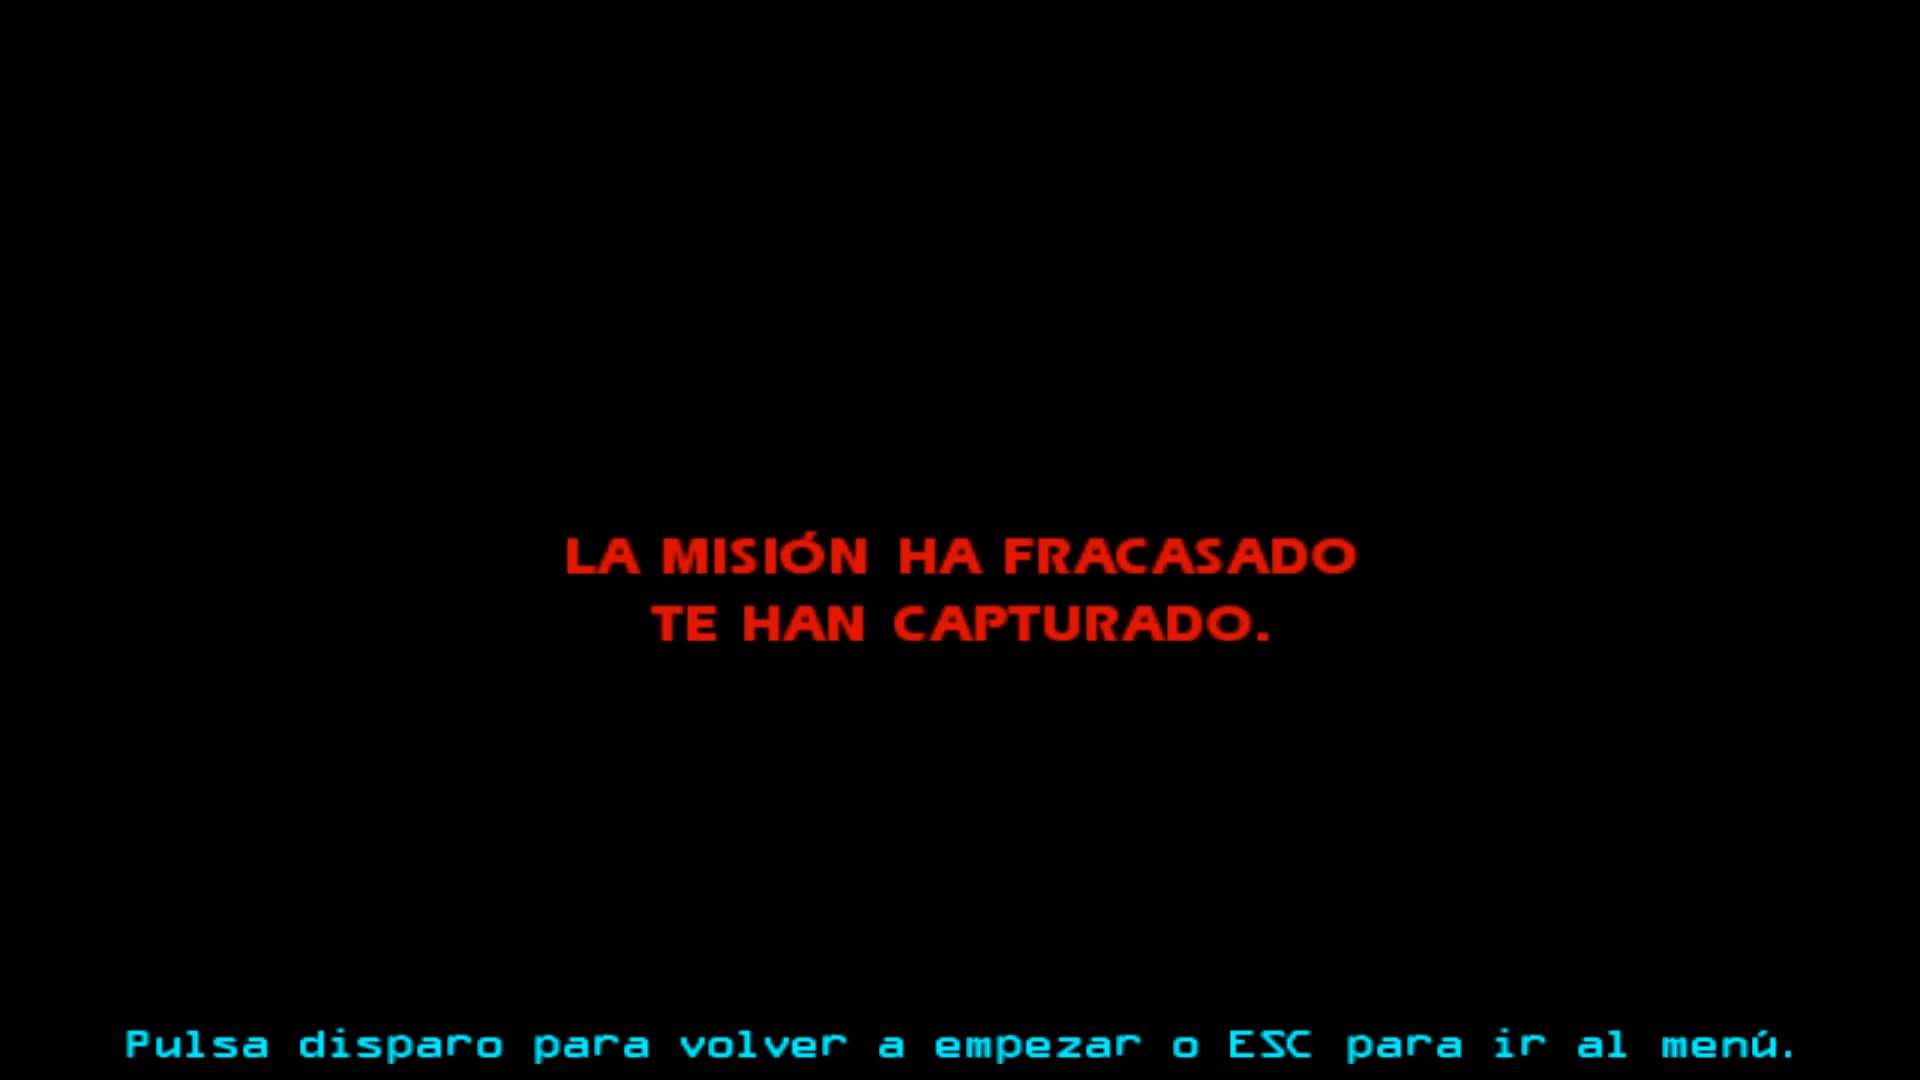 LA MISIÓN HA FRACASADO
TE HAN CAPTURADO.
Pulsa disparo para volver a empezar o ESC para ir al menú.